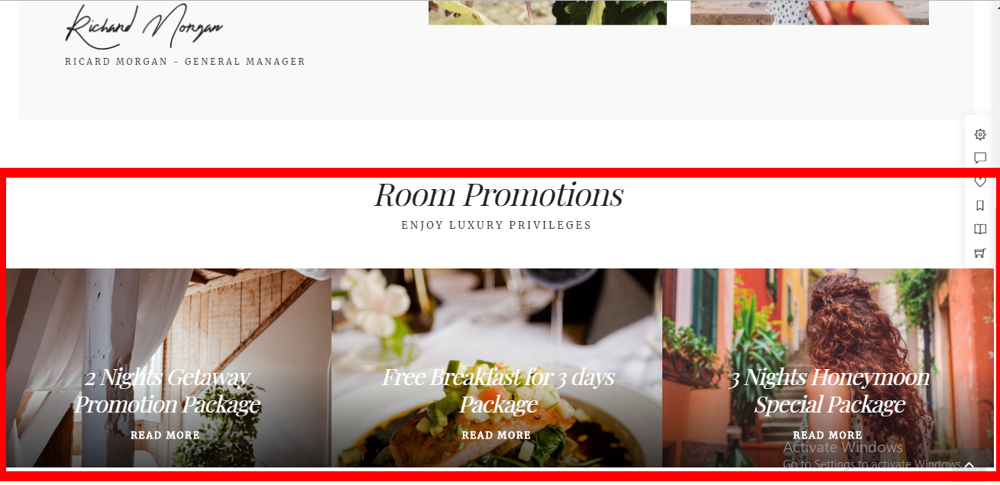 Richard Morgan
RICARD MORGAN – GENERAL MANAGER
Room Promotions
ENJOY LUXURY PRIVILEGES
2 Nights Getaway
Promotion Package
READ MORE
Free Breakfast for 3 days
Package
READ MORE
3 Nights Honeymoon
Special Package
READ MORE
Activate Windows
Go to Settings to activate Windows.